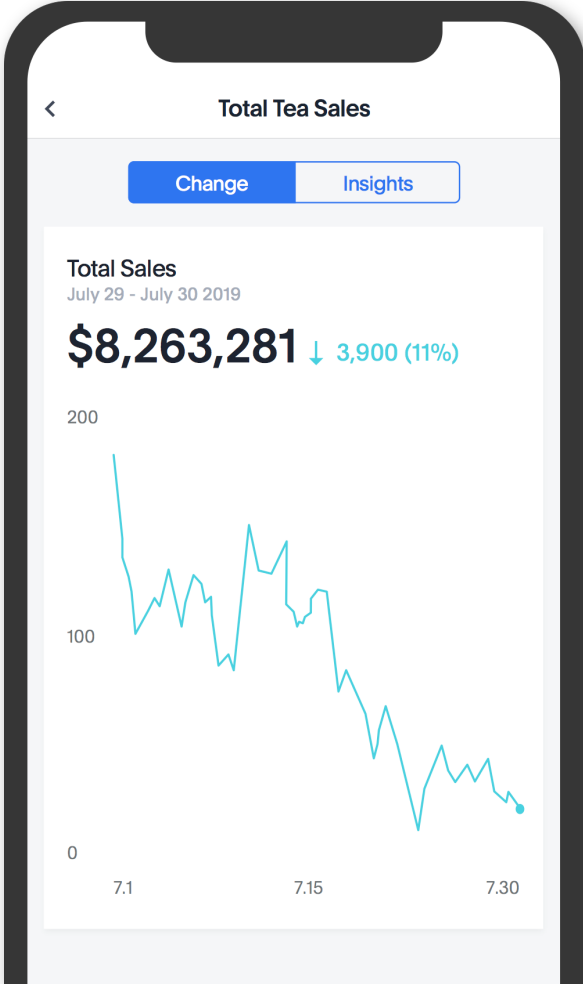 Total Tea Sales
Change Insights
Total Sales
July 29 - July 30 2019
$8,263,281 ↓ 3,900 (11%)
200
100
0
7.1 7.15 7.30